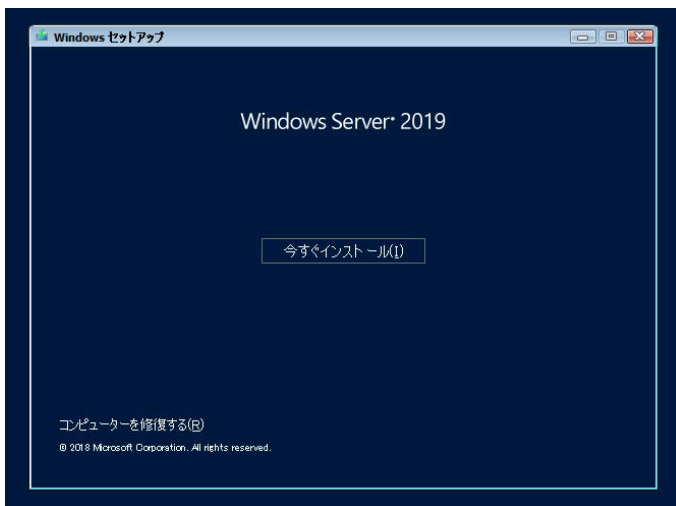 Windows セットアップ
Windows Server® 2019
今すぐインストール(I)
コンピューターを修復する(R)
© 2018 Microsoft Corporation. All rights reserved.